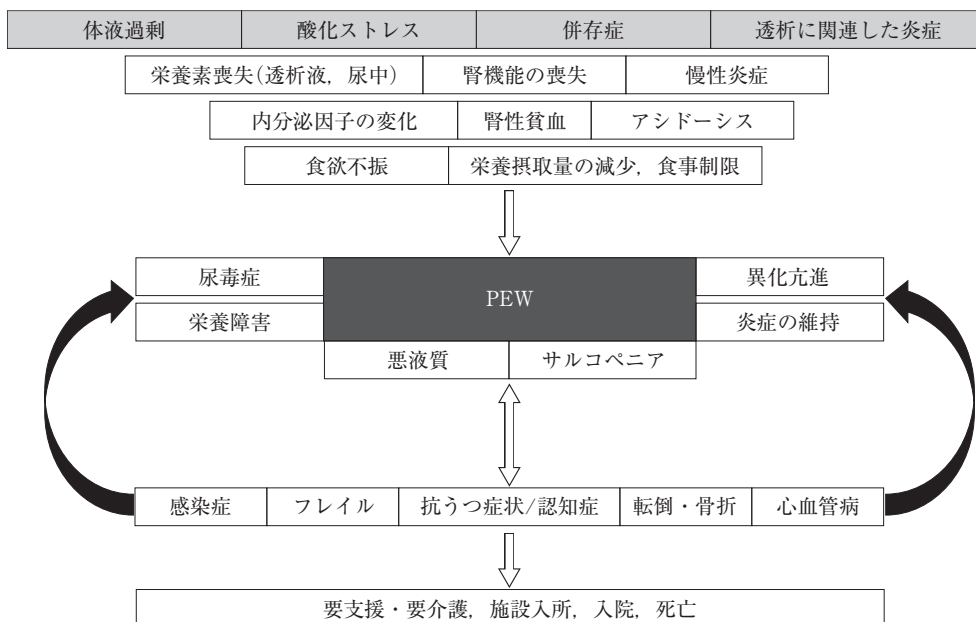 体液過剰 酸化ストレス 併存症 透析に関連した炎症
栄養素喪失(透析液，尿中) 腎機能の喪失 慢性炎症
内分泌因子の変化 腎性貧血 アシドーシス
食欲不振 栄養摂取量の減少，食事制限
尿毒症 PEW 異化亢進
栄養障害 炎症の維持
悪液質 サルコペニア
感染症 フレイル 抗うつ症状/認知症 転倒・骨折 心血管病
要支援・要介護，施設入所，入院，死亡